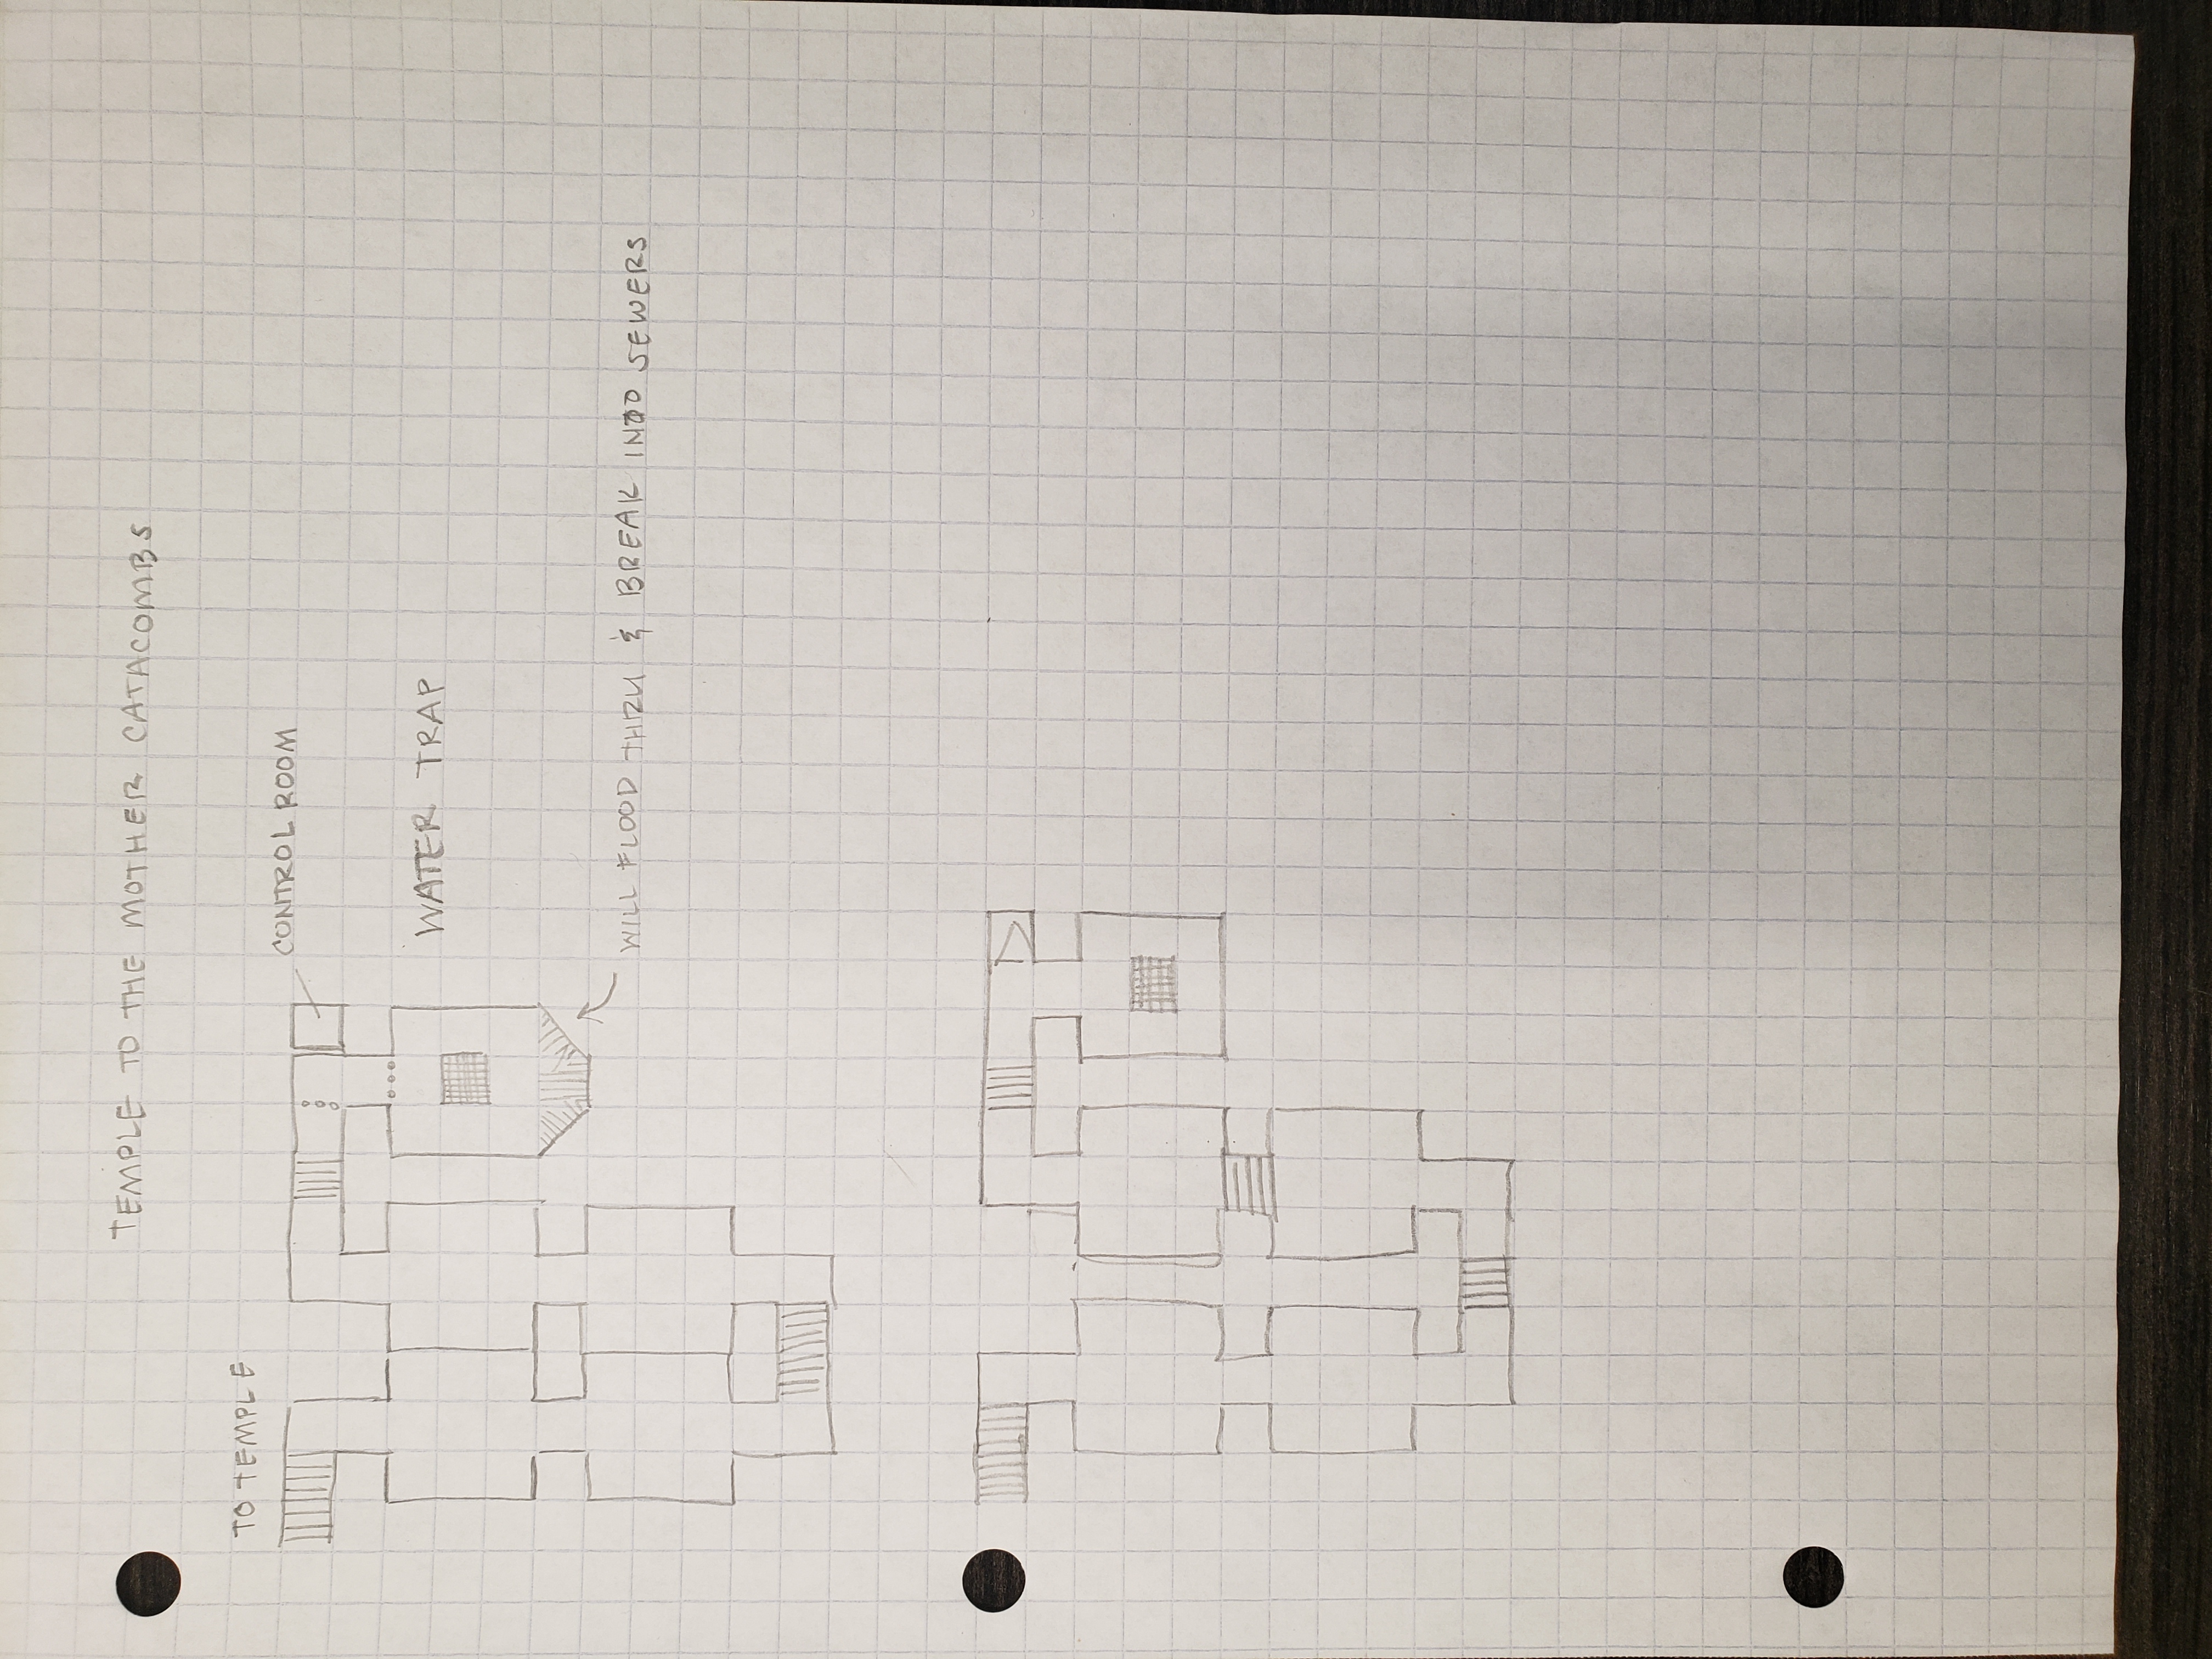 TEMPLE TO THE MOTHER CATACOMBS
TO TEMPLE
CONTROL ROOM
WATER TRAP
WILL FLOOD THRU & BREAK INTO SEWERS